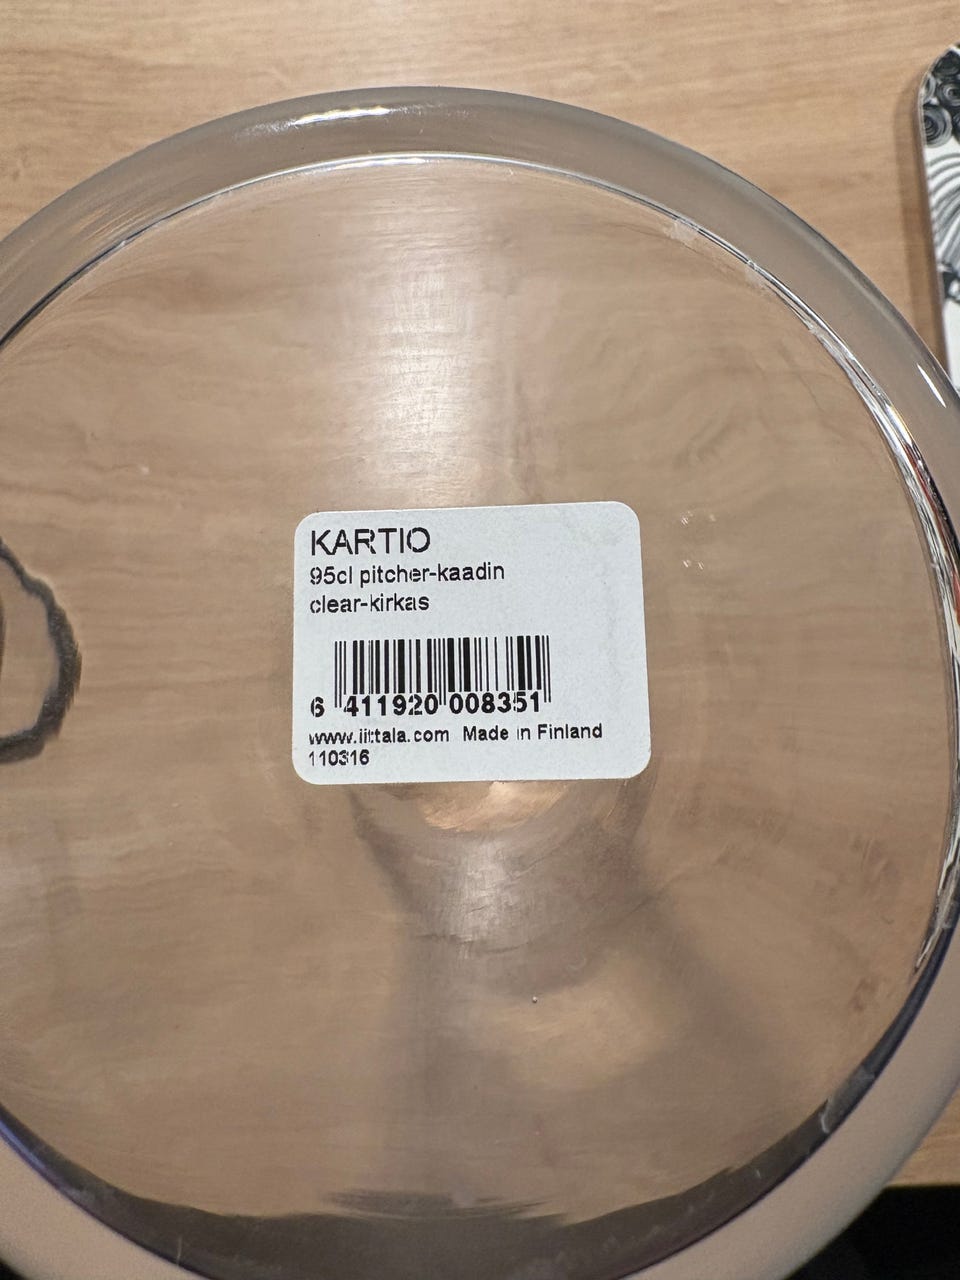 KARTIO
95cl pitcher-kaadin
clear-kirkas
6 411920 008351
www.iittala.com Made in Finland
110316